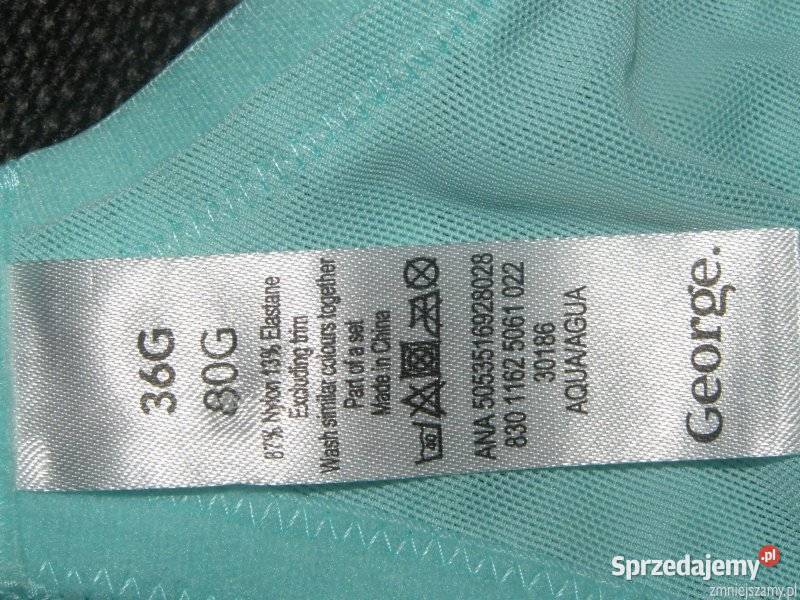 36G
80G
87% Nylon 13% Elastane
Excluding trim
Wash similar colours together
Part of a set
Made in China
40
ANA 5053516928028
830 1162 5061 022
30186
AQUA/AGUA
George.
Sprzedajemy.pl
zmniejszamy.pl